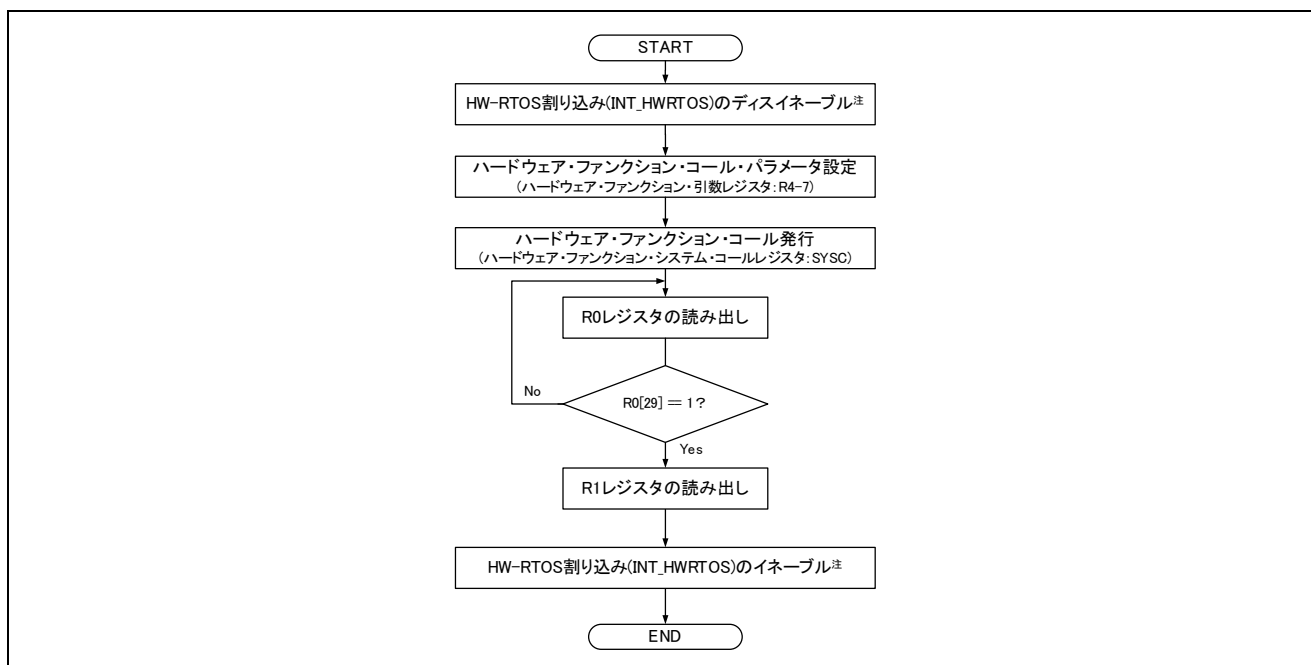 START
HW-RTOS割り込み(INT_HWRTOS)のディスイネーブル注
ハードウェア・ファンクション・コール・パラメータ設定
(ハードウェア・ファンクション・引数レジスタ:R4-7)
ハードウェア・ファンクション・コール発行
(ハードウェア・ファンクション・システム・コールレジスタ:SYSC)
R0レジスタの読み出し
No
R0[29] = 1?
Yes
R1レジスタの読み出し
HW-RTOS割り込み(INT_HWRTOS)のイネーブル注
END